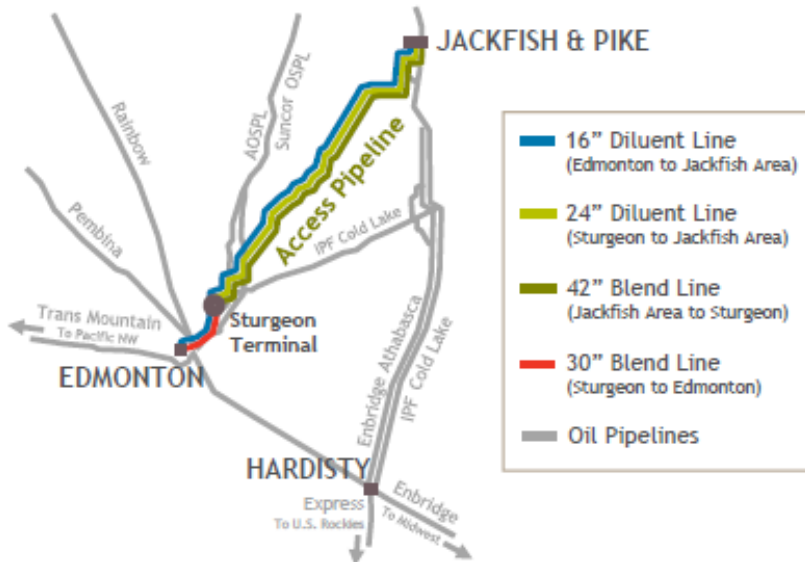 JACKFISH & PIKE
Rainbow
AOSPL
Suncor OSPL
Access Pipeline
Pembina
IPF Cold Lake
Trans Mountain
To Pacific NW
Sturgeon
Terminal
EDMONTON
Enbridge Athabasca
IPF Cold Lake
HARDISTY
Express
To U.S. Rockies
Enbridge
To Midwest
16” Diluent Line
(Edmonton to Jackfish Area)
24” Diluent Line
(Sturgeon to Jackfish Area)
42” Blend Line
(Jackfish Area to Sturgeon)
30” Blend Line
(Sturgeon to Edmonton)
Oil Pipelines